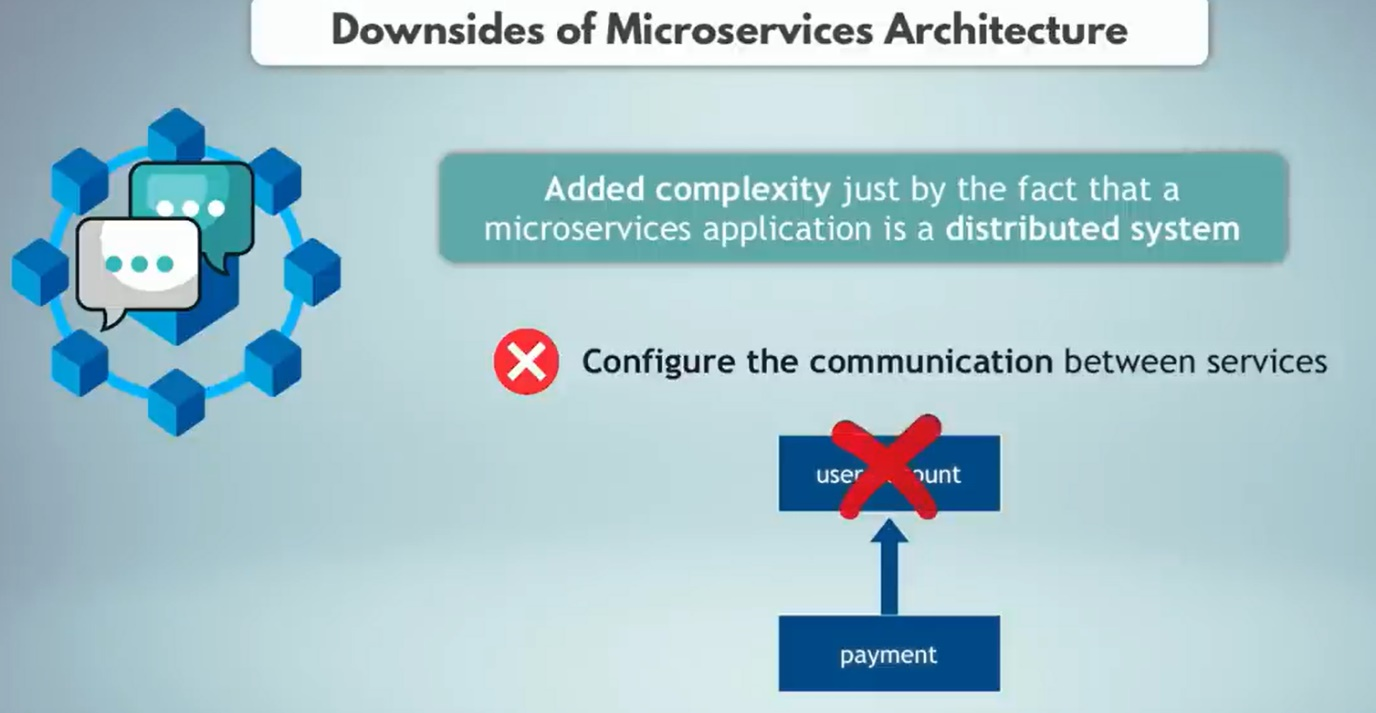 Downsides of Microservices Architecture
Added complexity just by the fact that a
microservices application is a distributed system
Configure the communication between services
payment